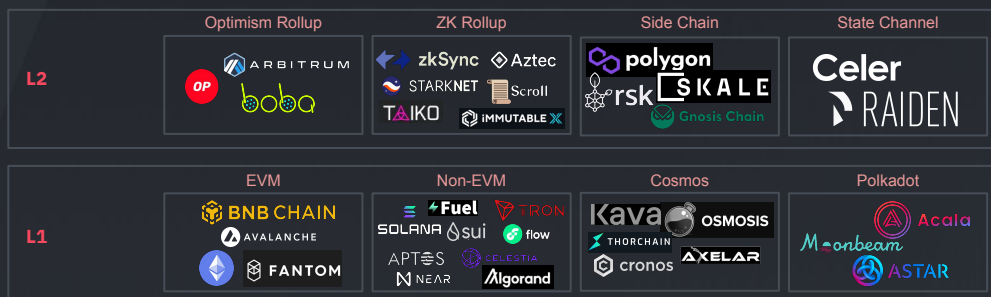 Optimism Rollup
ZK Rollup
Side Chain
State Channel
L2
ARBITRUM
OP
boba
zkSync
Aztec
STARKNET
Scroll
TAIKO
iMMUTABLE X
polygon
rsk
SKALE
Gnosis Chain
Celer
RAIDEN
EVM
Non-EVM
Cosmos
Polkadot
L1
BNB CHAIN
AVALANCHE
FANTOM
Fuel
TRON
SOLANA
sui
flow
APTOS
CELESTIA
NEAR
Algorand
Kava
OSMOSIS
THORCHAIN
AXELAR
cronos
Acala
Moonbeam
ASTAR